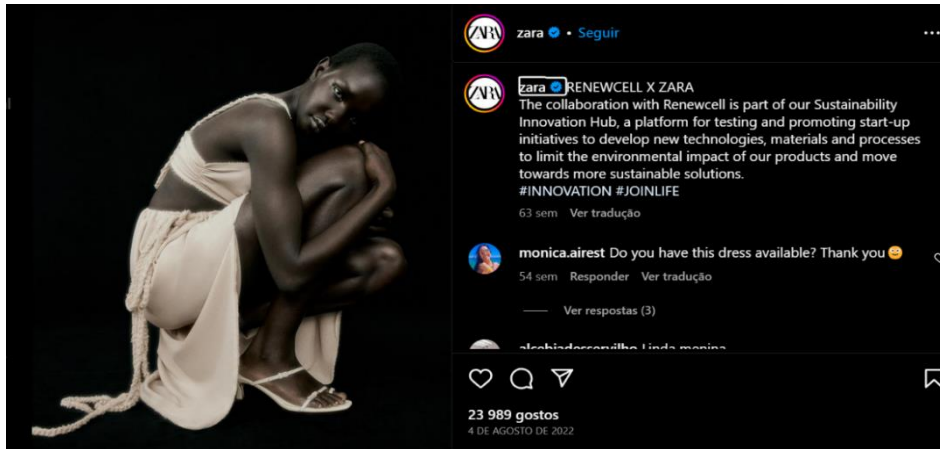 ZARA
zara • Seguir
ZARA
zara RENEWCELL X ZARA
The collaboration with Renewcell is part of our Sustainability
Innovation Hub, a platform for testing and promoting start-up
initiatives to develop new technologies, materials and processes
to limit the environmental impact of our products and move
towards more sustainable solutions.
#INNOVATION #JOINLIFE
63 sem Ver tradução
monica.airest Do you have this dress available? Thank you😊
54 sem Responder Ver tradução
Ver respostas (3)
Linda menina
23 989 gostos
4 DE AGOSTO DE 2022